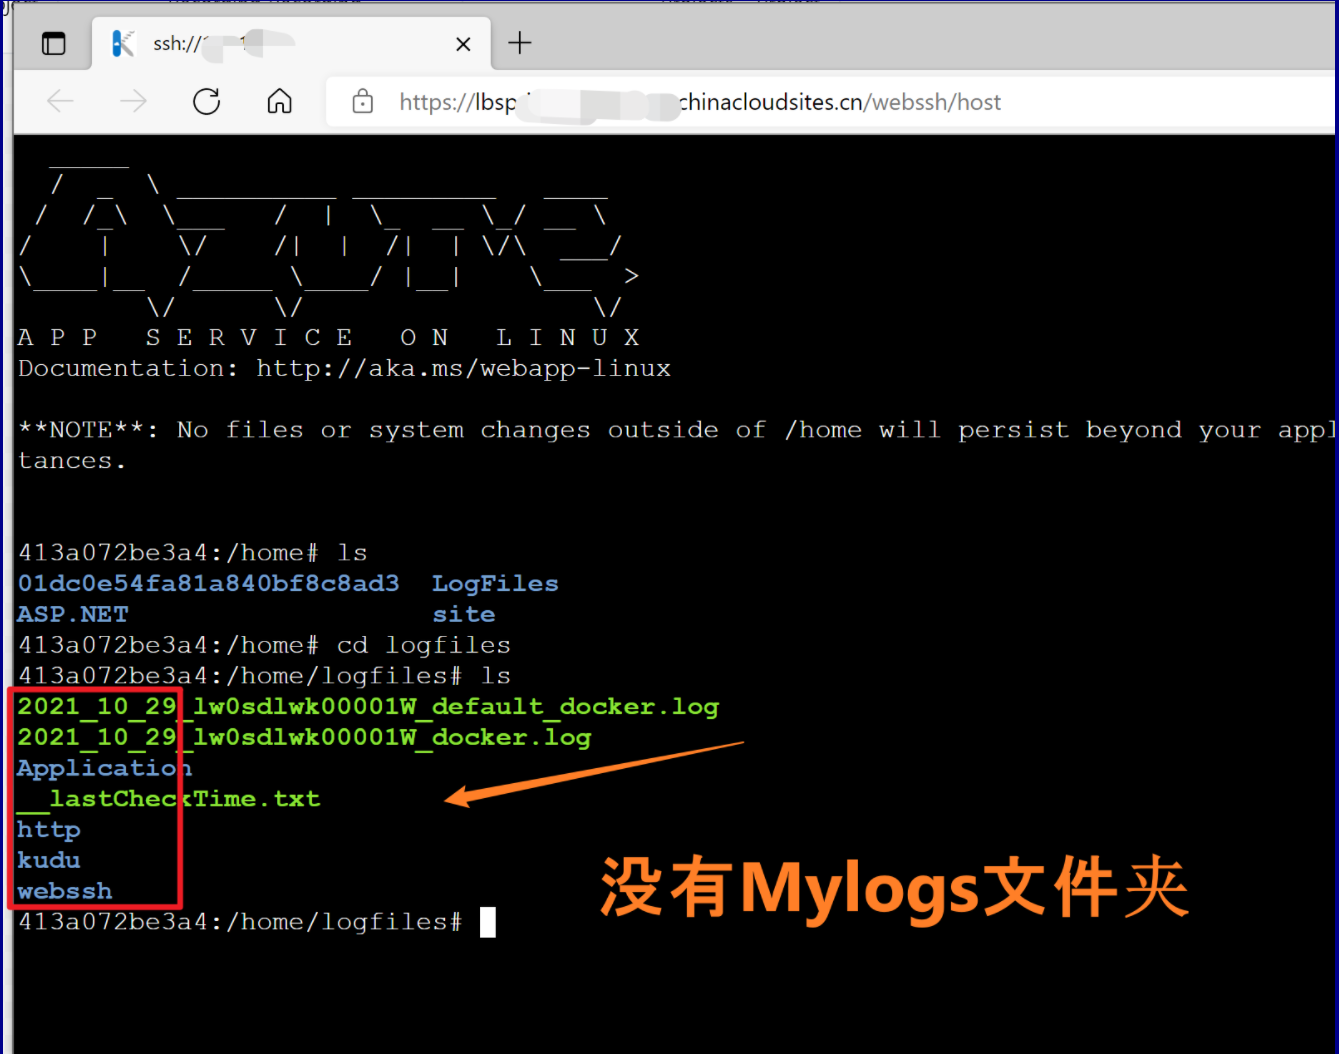 ssh://
https://lbsp chinacloudsites.cn/webssh/host
A P P   S E R V I C E   O N   L I N U X
Documentation: http://aka.ms/webapp-linux
**NOTE**: No files or system changes outside of /home will persist beyond your appl
tances.
413a072be3a4:/home# ls
01dc0e54fa81a840bf8c8ad3  LogFiles
ASP.NET                   site
413a072be3a4:/home# cd logfiles
413a072be3a4:/home/logfiles# ls
2021_10_29_lw0sdlwk00001W_default_docker.log
2021_10_29_lw0sdlwk00001W_docker.log
Application
__lastCheckTime.txt
http
kudu
webssh
没有Mylogs文件夹
413a072be3a4:/home/logfiles#